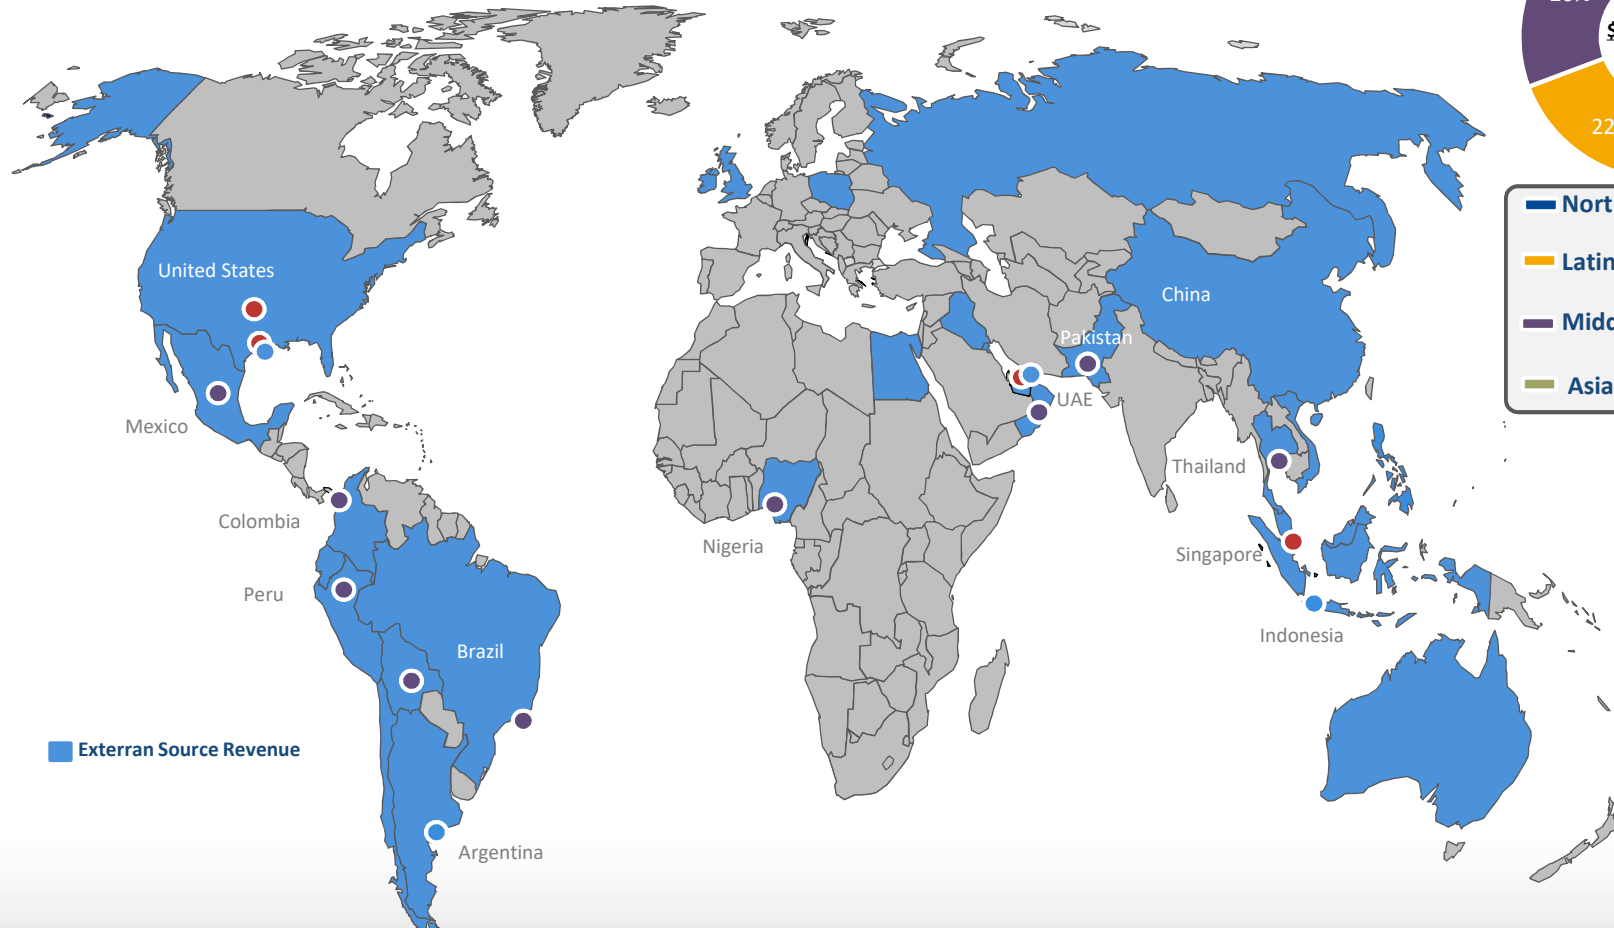 $
22
Nort
Latin
Midd
Asia
United States
China
Pakistan
UAE
Mexico
Thailand
Colombia
Nigeria
Singapore
Peru
Indonesia
Brazil
Exterran Source Revenue
Argentina